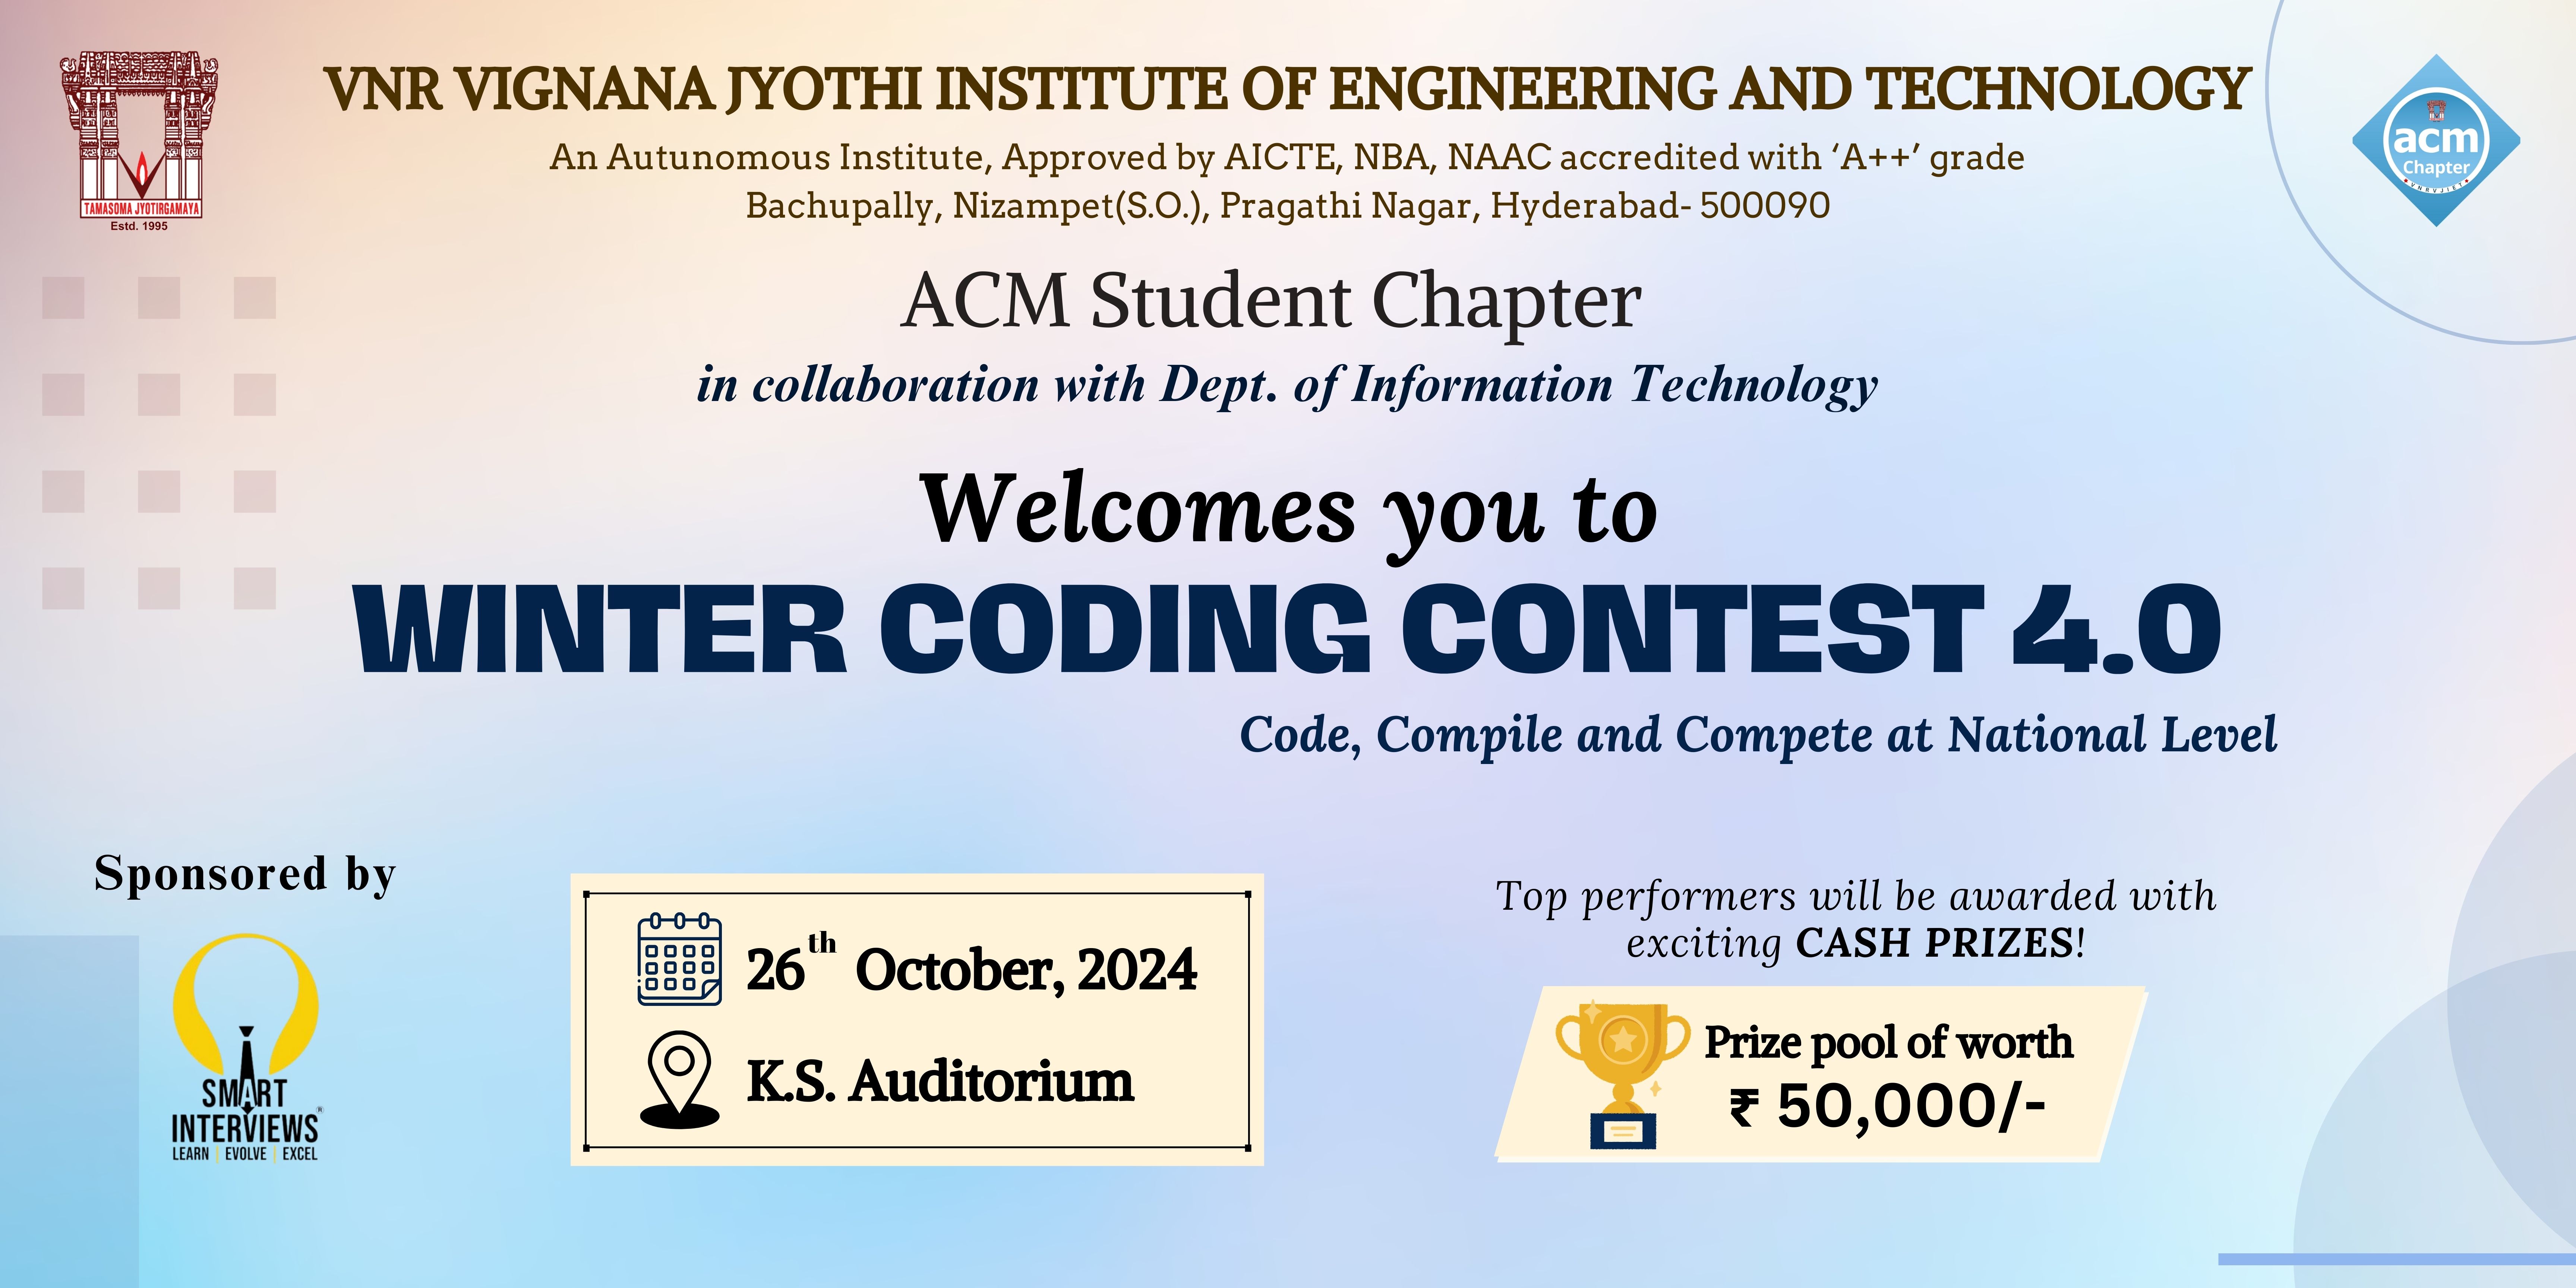 VNR VIGNANA JYOTHI INSTITUTE OF ENGINEERING AND TECHNOLOGY
An Autunomous Institute, Approved by AICTE, NBA, NAAC accredited with ‘A++’ grade
Bachupally, Nizampet(S.O.), Pragathi Nagar, Hyderabad- 500090
TAMASOMA JYOTIRGAMAYA
Estd. 1995
acm
Chapter
VNRVJIET
ACM Student Chapter
in collaboration with Dept. of Information Technology
Welcomes you to
WINTER CODING CONTEST 4.0
Code, Compile and Compete at National Level
Sponsored by
SMART
INTERVIEWS®
LEARN | EVOLVE | EXCEL
26th October, 2024
K.S. Auditorium
Top performers will be awarded with
exciting CASH PRIZES!
Prize pool of worth
₹ 50,000/-